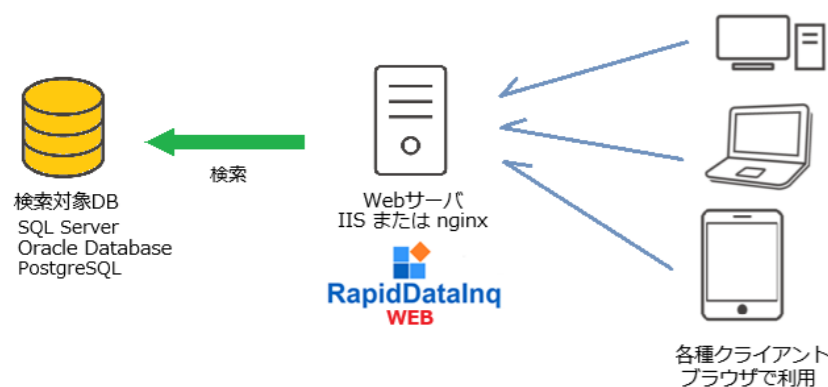 検索対象DB
SQL Server
Oracle Database
PostgreSQL
検索
Webサーバ
IIS または nginx
RapidDataInq
WEB
各種クライアント
ブラウザで利用